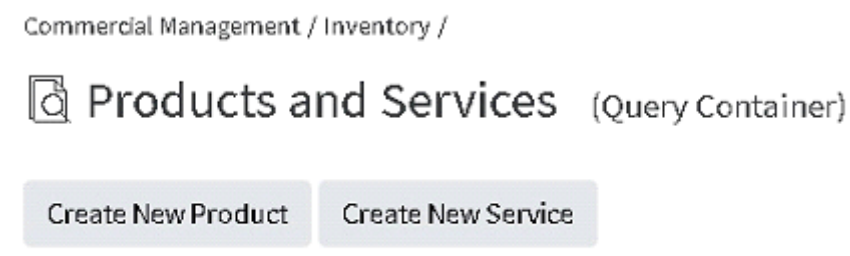 Commercial Management / Inventory /
Products and Services (Query Container)
Create New Product Create New Service